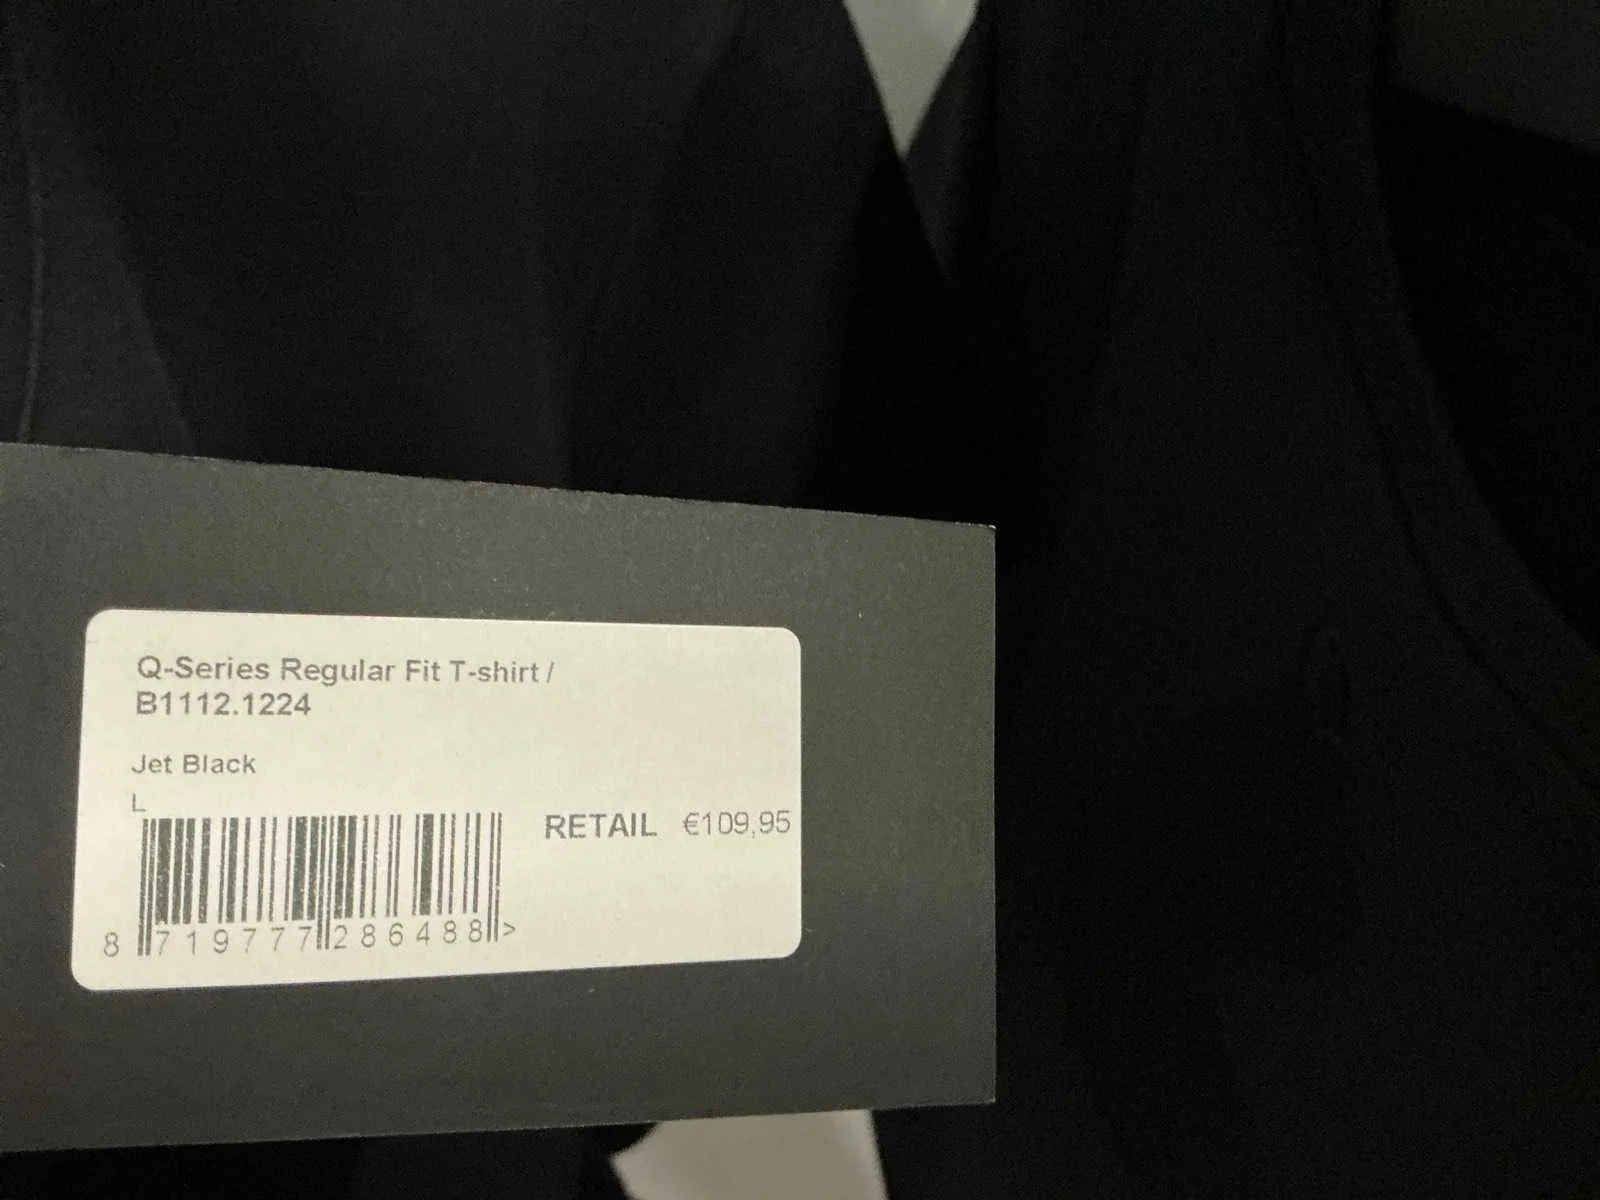 Q-Series Regular Fit T-shirt /
B1112.1224
Jet Black
L
RETAIL €109,95
8 719777 286488 >